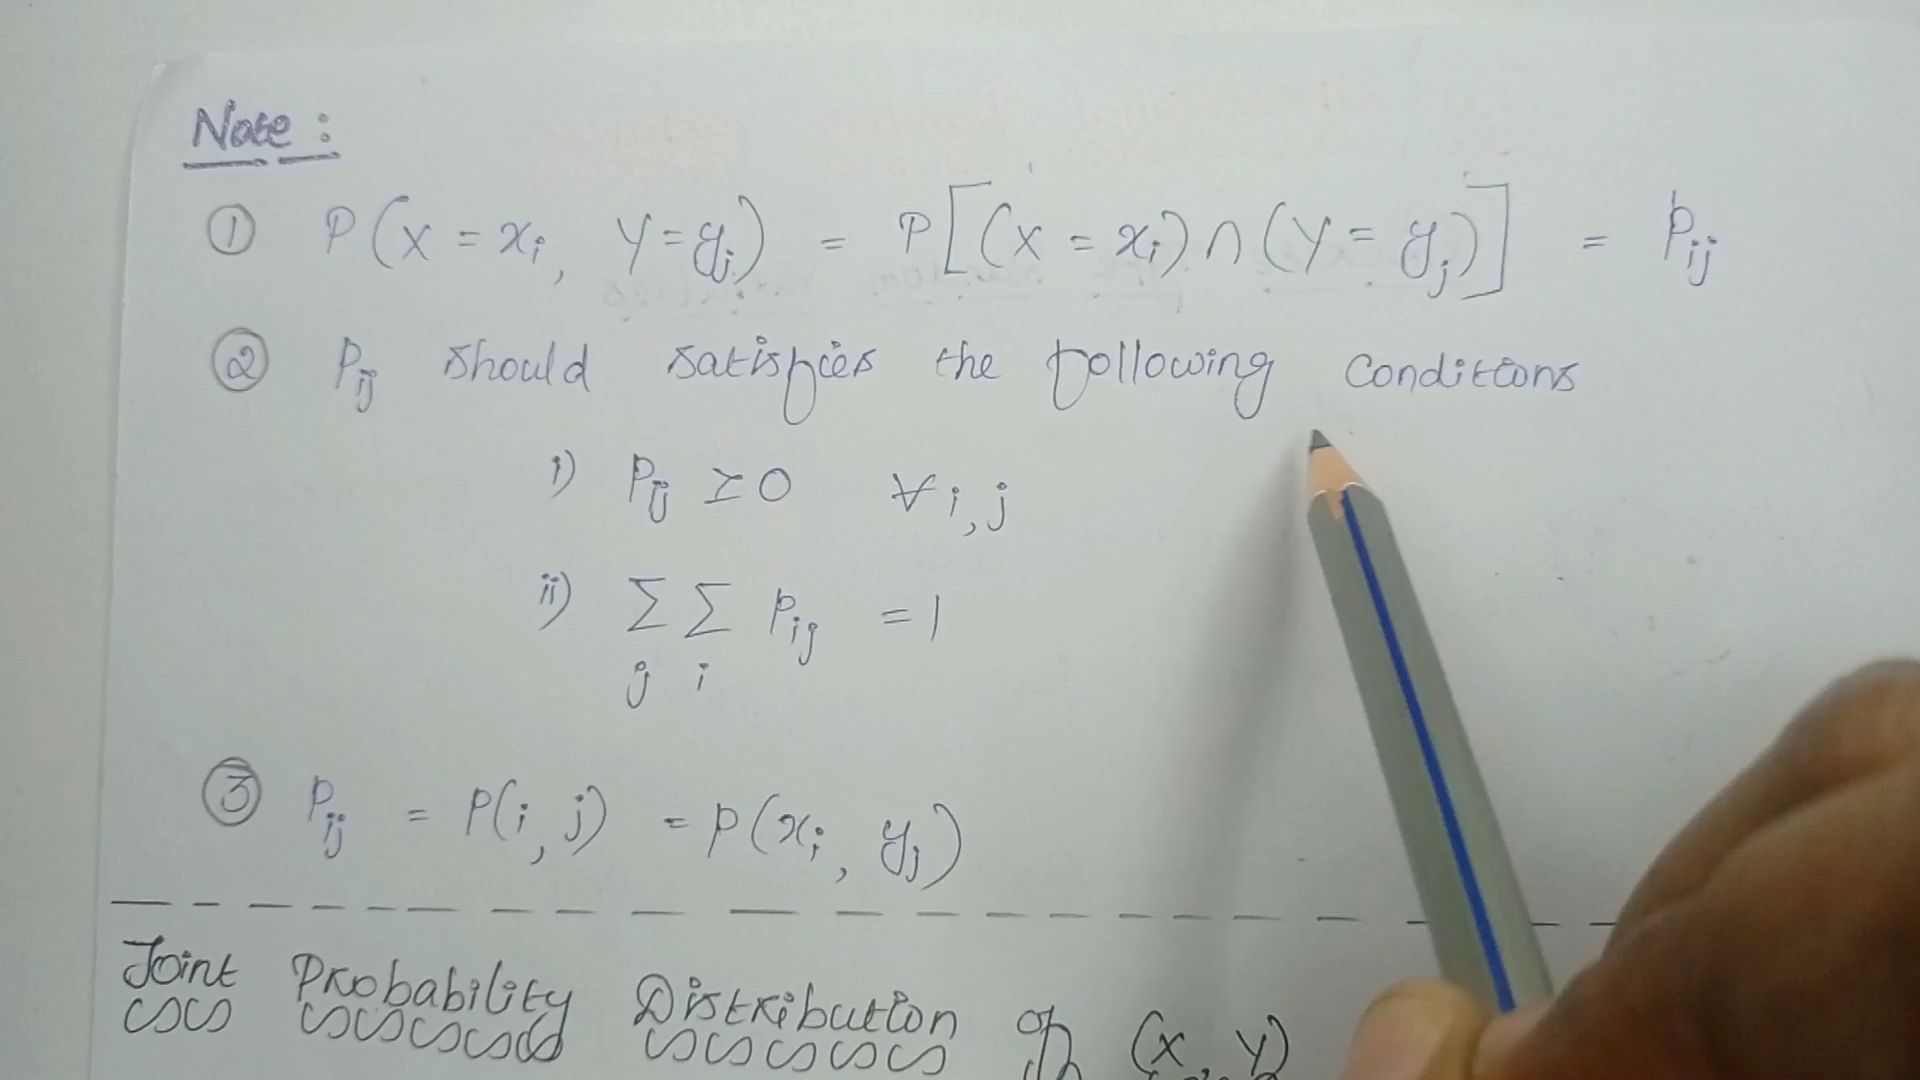 Note :
① P(X = xi, Y = yj) = P[(X = xi) ∩ (Y = yj)] = Pij
② Pij should satisfies the following conditions
i) Pij ≥ 0 ∀ i, j
ii) Σ Σ Pij = 1
j i
③ Pij = P(i, j) = P(xi, yj)
Joint Probability Distribution of (X, Y)